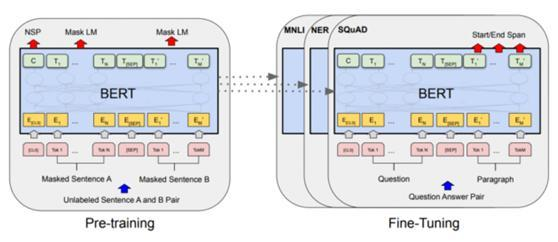 NSP Mask LM Mask LM
C T1 ... TN T[SEP] T1' ... TM'
BERT
E[CLS] E1 ... EN E[SEP] E1' ... EM'
[CLS] Tok 1 ... Tok N [SEP] Tok 1 ... TokM
Masked Sentence A Masked Sentence B
Unlabeled Sentence A and B Pair
Pre-training
MNLI NER SQuAD
Start/End Span
C T1 ... TN T[SEP] T1' ... TM'
BERT
E[CLS] E1 ... EN E[SEP] E1' ... EM'
[CLS] Tok 1 ... Tok N [SEP] Tok 1 ... TokM
Question Paragraph
Question Answer Pair
Fine-Tuning